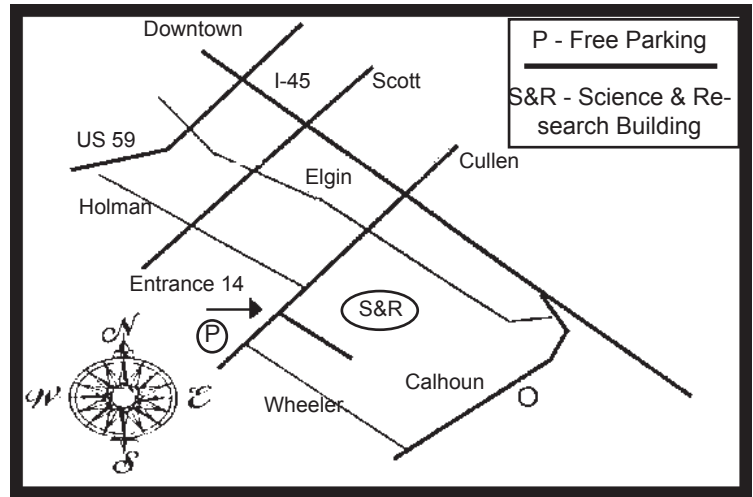 Downtown
I-45
Scott
US 59
Elgin
Cullen
Holman
Entrance 14
P
S&R
Calhoun
O
Wheeler
N
W
E
S
P - Free Parking
S&R - Science & Re-
search Building